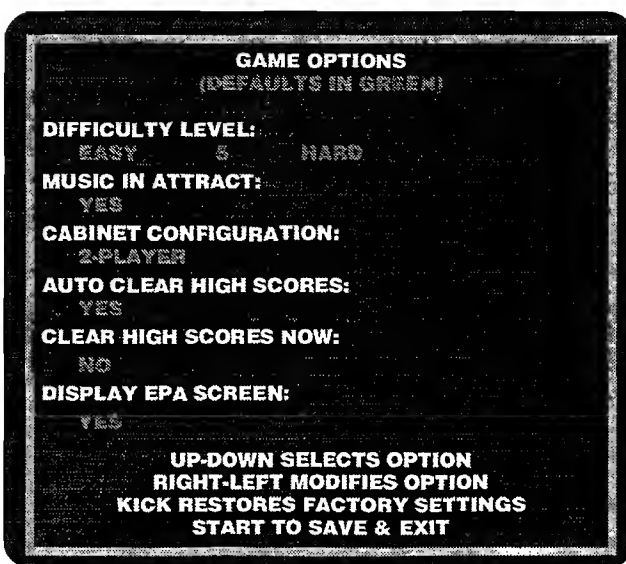 GAME OPTIONS
(DEFAULTS IN GREEN)
DIFFICULTY LEVEL:
EASY 5 HARD
MUSIC IN ATTRACT:
YES
CABINET CONFIGURATION:
2-PLAYER
AUTO CLEAR HIGH SCORES:
YES
CLEAR HIGH SCORES NOW:
NO
DISPLAY EPA SCREEN:
YES
UP-DOWN SELECTS OPTION
RIGHT-LEFT MODIFIES OPTION
KICK RESTORES FACTORY SETTINGS
START TO SAVE & EXIT